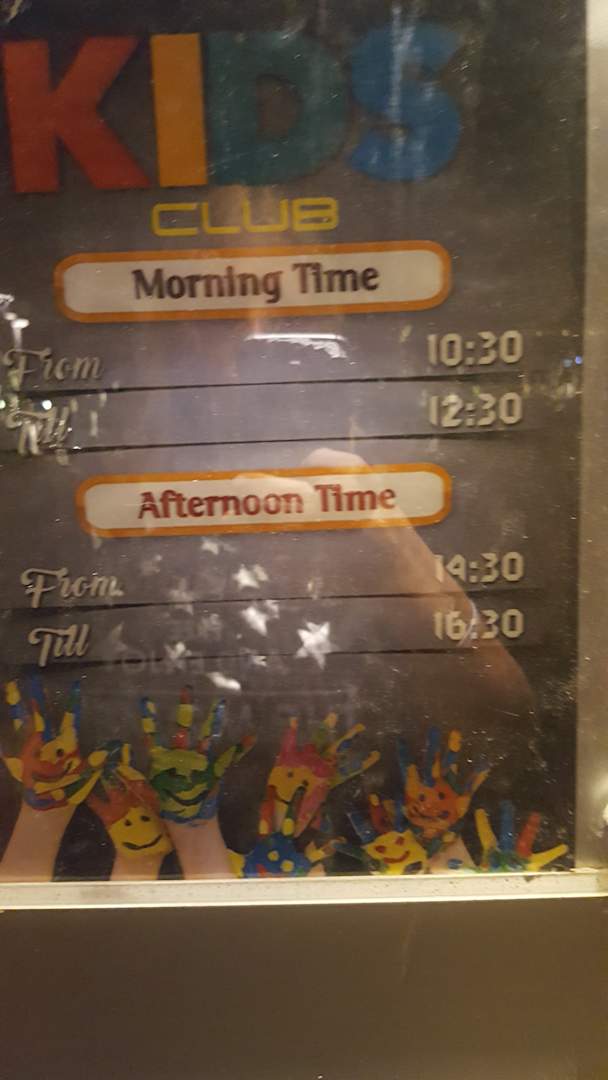 KIDS
CLUB
Morning Time
From 10:30
Till 12:30
Afternoon Time
From 14:30
Till 16:30